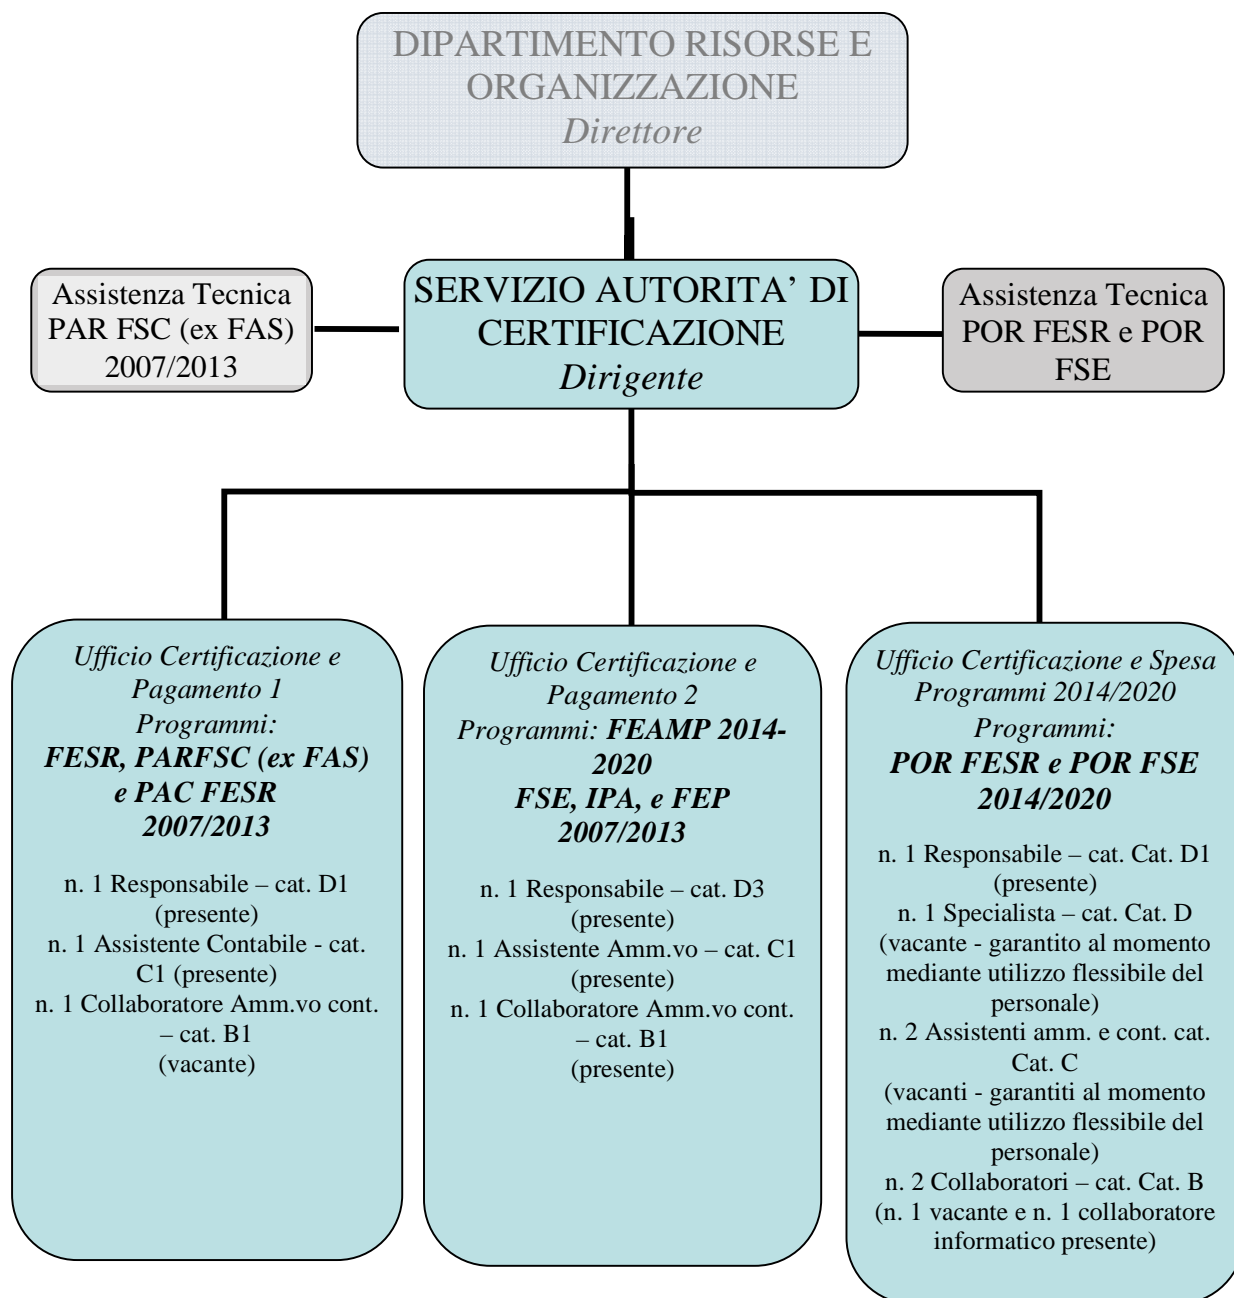 DIPARTIMENTO RISORSE E
ORGANIZZAZIONE
Direttore
Assistenza Tecnica
PAR FSC (ex FAS)
2007/2013
SERVIZIO AUTORITA’ DI
CERTIFICAZIONE
Dirigente
Assistenza Tecnica
POR FESR e POR
FSE
Ufficio Certificazione e
Pagamento 1
Programmi:
FESR, PARFSC (ex FAS)
e PAC FESR
2007/2013
n. 1 Responsabile – cat. D1
(presente)
n. 1 Assistente Contabile - cat.
C1 (presente)
n. 1 Collaboratore Amm.vo cont.
– cat. B1
(vacante)
Ufficio Certificazione e
Pagamento 2
Programmi: FEAMP 2014-
2020
FSE, IPA, e FEP
2007/2013
n. 1 Responsabile – cat. D3
(presente)
n. 1 Assistente Amm.vo – cat. C1
(presente)
n. 1 Collaboratore Amm.vo cont.
– cat. B1
(presente)
Ufficio Certificazione e Spesa
Programmi 2014/2020
Programmi:
POR FESR e POR FSE
2014/2020
n. 1 Responsabile – cat. Cat. D1
(presente)
n. 1 Specialista – cat. Cat. D
(vacante - garantito al momento
mediante utilizzo flessibile del
personale)
n. 2 Assistenti amm. e cont. cat.
Cat. C
(vacanti - garantiti al momento
mediante utilizzo flessibile del
personale)
n. 2 Collaboratori – cat. Cat. B
(n. 1 vacante e n. 1 collaboratore
informatico presente)